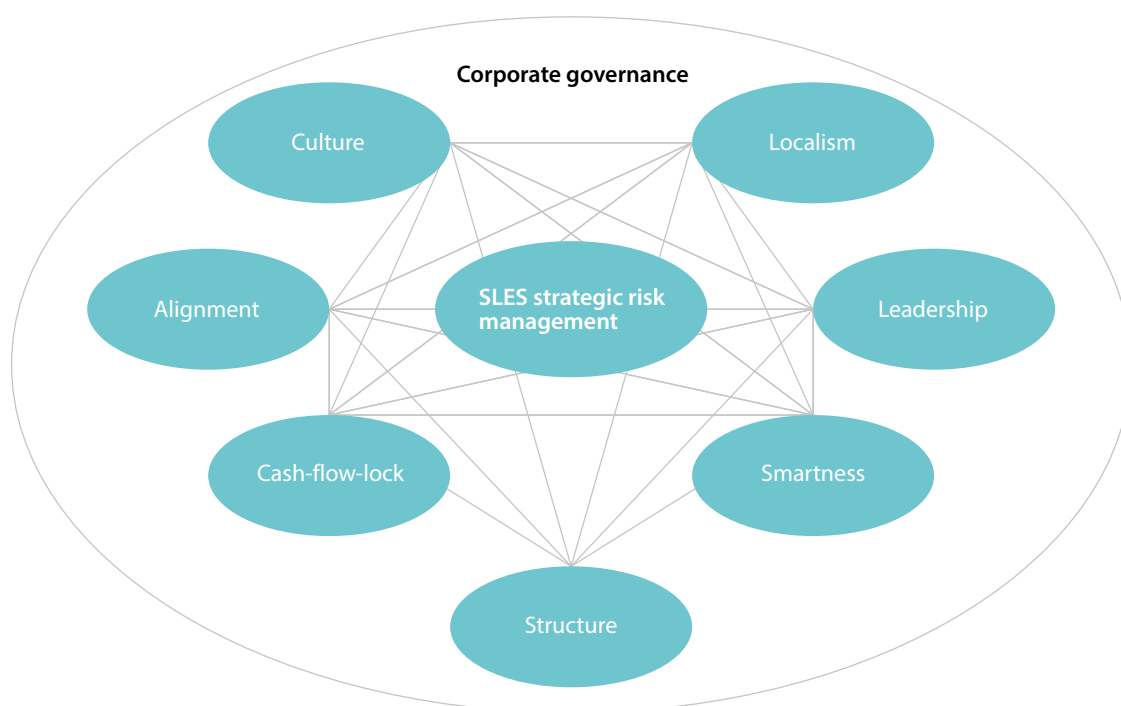 Corporate governance
Culture
Localism
Alignment
SLES strategic risk
management
Leadership
Cash-flow-lock
Smartness
Structure